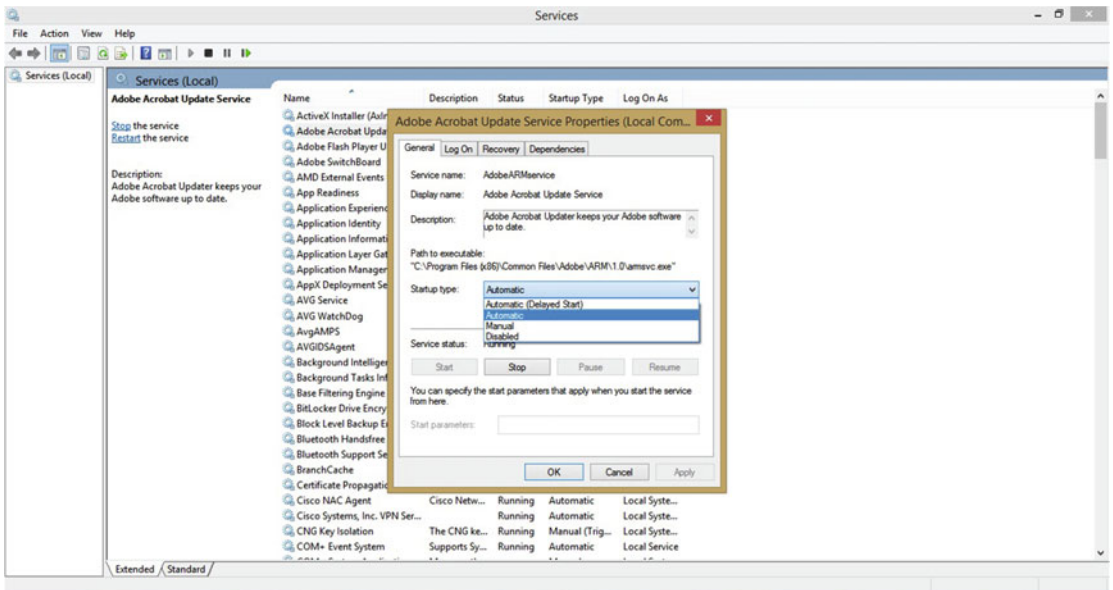 Services
File Action View Help
Services (Local)
Services (Local)
Adobe Acrobat Update Service
Stop the service
Restart the service
Description:
Adobe Acrobat Updater keeps your
Adobe software up to date.
Name Description Status Startup Type Log On As
ActiveX Installer (AxIn
Adobe Acrobat Upda
Adobe Flash Player U
Adobe SwitchBoard
AMD External Events
App Readiness
Application Experienc
Application Identity
Application Informati
Application Layer Gat
Application Manager
AppX Deployment Se
AVG Service
AVG WatchDog
AvgAMPS
AVGIDSAgent
Background Intelliger
Background Tasks Inf
Base Filtering Engine
BitLocker Drive Encry
Block Level Backup E
Bluetooth Handsfree
Bluetooth Support Se
BranchCache
Certificate Propagatic
Cisco NAC Agent Cisco Netw... Running Automatic Local Syste...
Cisco Systems, Inc. VPN Ser... Running Automatic Local Syste...
CNG Key Isolation The CNG ke... Running Manual (Trig... Local Syste...
COM+ Event System Supports Sy... Running Automatic Local Service
Adobe Acrobat Update Service Properties (Local Com...
General Log On Recovery Dependencies
Service name: AdobeARMservice
Display name: Adobe Acrobat Update Service
Description: Adobe Acrobat Updater keeps your Adobe software
up to date.
Path to executable:
"C:\Program Files (x86)\Common Files\Adobe\ARM\1.0\armsvc.exe"
Startup type: Automatic
Automatic (Delayed Start)
Automatic
Manual
Disabled
Service status: Running
Start Stop Pause Resume
You can specify the start parameters that apply when you start the service
from here.
Start parameters:
OK Cancel Apply
Extended Standard